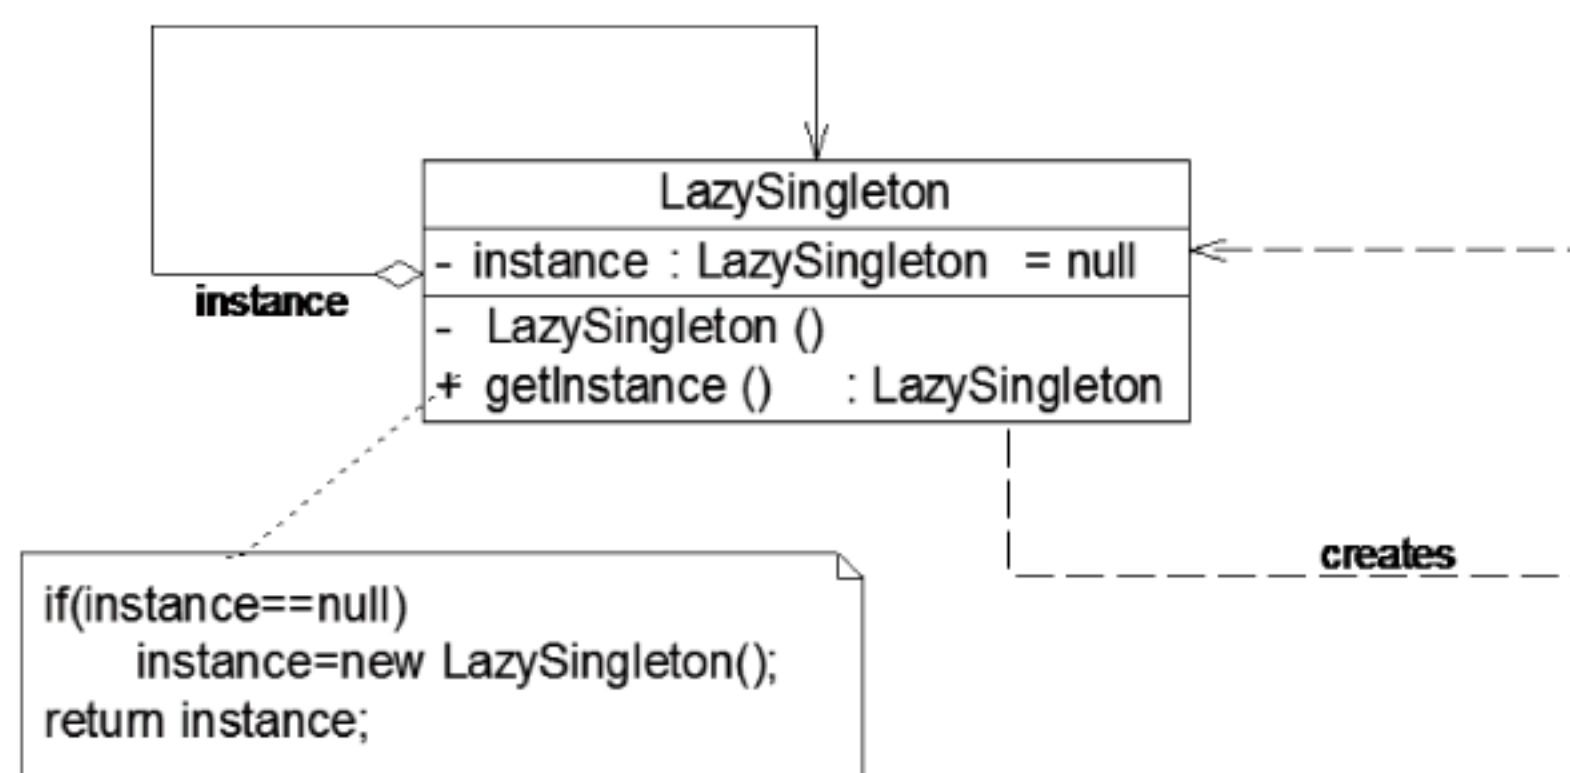 LazySingleton
- instance : LazySingleton = null
instance
- LazySingleton ()
+ getInstance () : LazySingleton
creates
if(instance==null)
instance=new LazySingleton();
return instance;